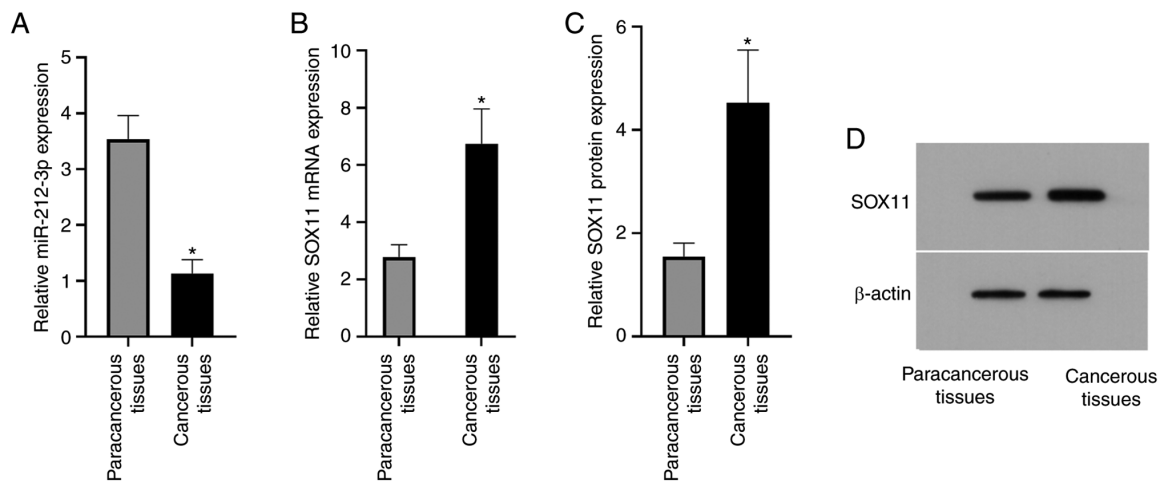 A
Relative miR-212-3p expression
5
4
3
2
1
0
*
Paracancerous
tissues
Cancerous
tissues
B
Relative SOX11 mRNA expression
10
8
6
4
2
0
*
Paracancerous
tissues
Cancerous
tissues
C
Relative SOX11 protein expression
6
4
2
0
*
Paracancerous
tissues
Cancerous
tissues
D
SOX11
β-actin
Paracancerous
tissues
Cancerous
tissues